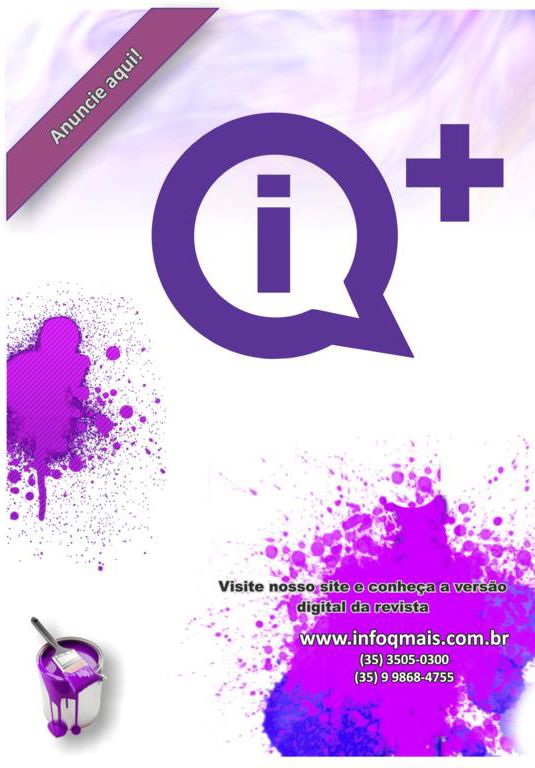 Anuncie aqui!
iQ+
Visite nosso site e conheça a versão
digital da revista
www.infoqmais.com.br
(35) 3505-0300
(35) 9 9868-4755